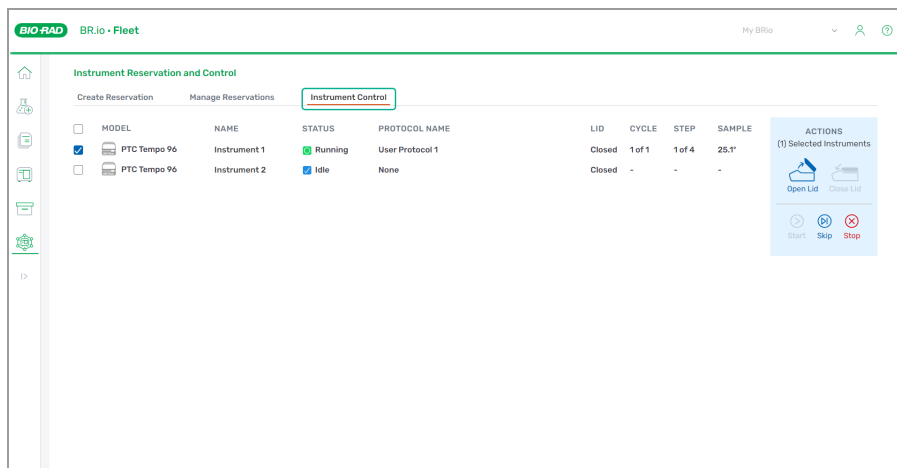 BIO-RAD BR.io • Fleet My BRio
Instrument Reservation and Control
Create Reservation Manage Reservations Instrument Control
MODEL NAME STATUS PROTOCOL NAME LID CYCLE STEP SAMPLE
PTC Tempo 96 Instrument 1 Running User Protocol 1 Closed 1 of 1 1 of 4 25.1°
PTC Tempo 96 Instrument 2 Idle None Closed - - -
ACTIONS
(1) Selected Instruments
Open Lid Close Lid
Start Skip Stop